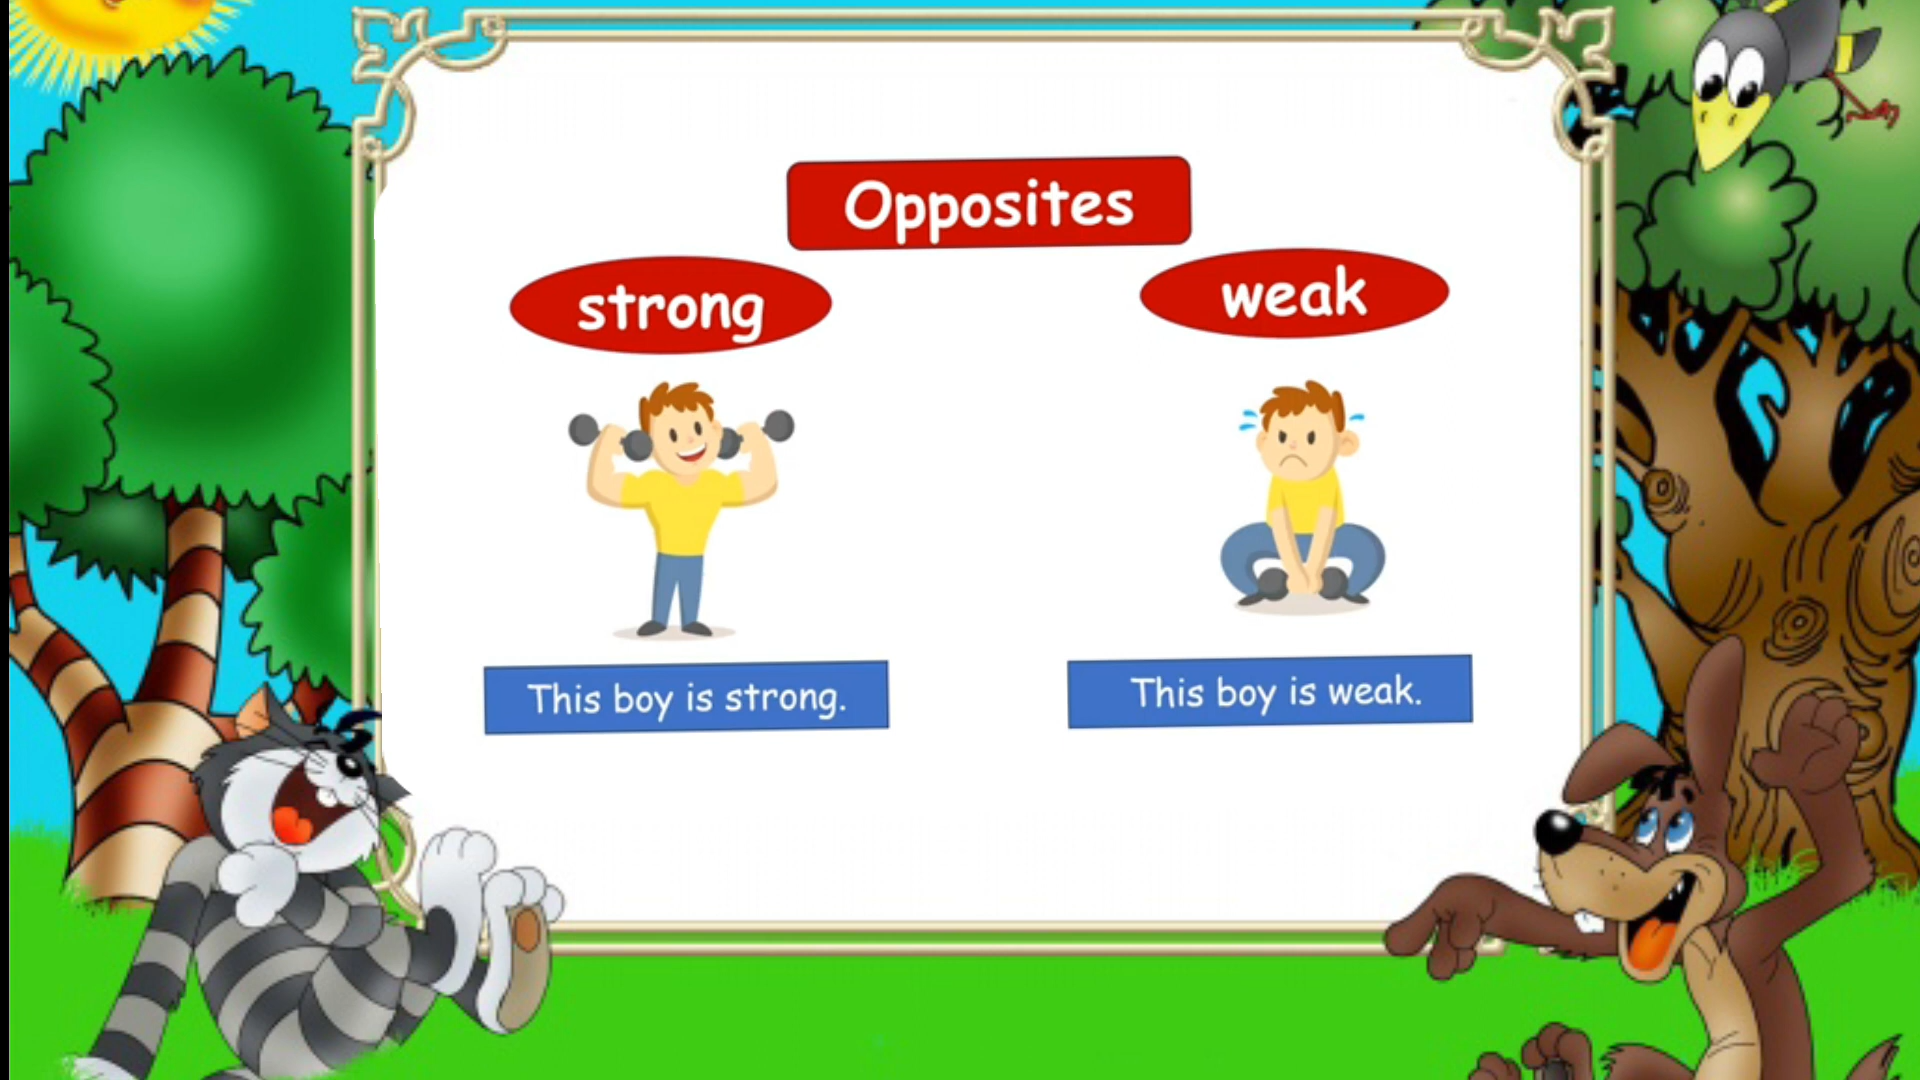 Opposites
strong
weak
This boy is strong.
This boy is weak.